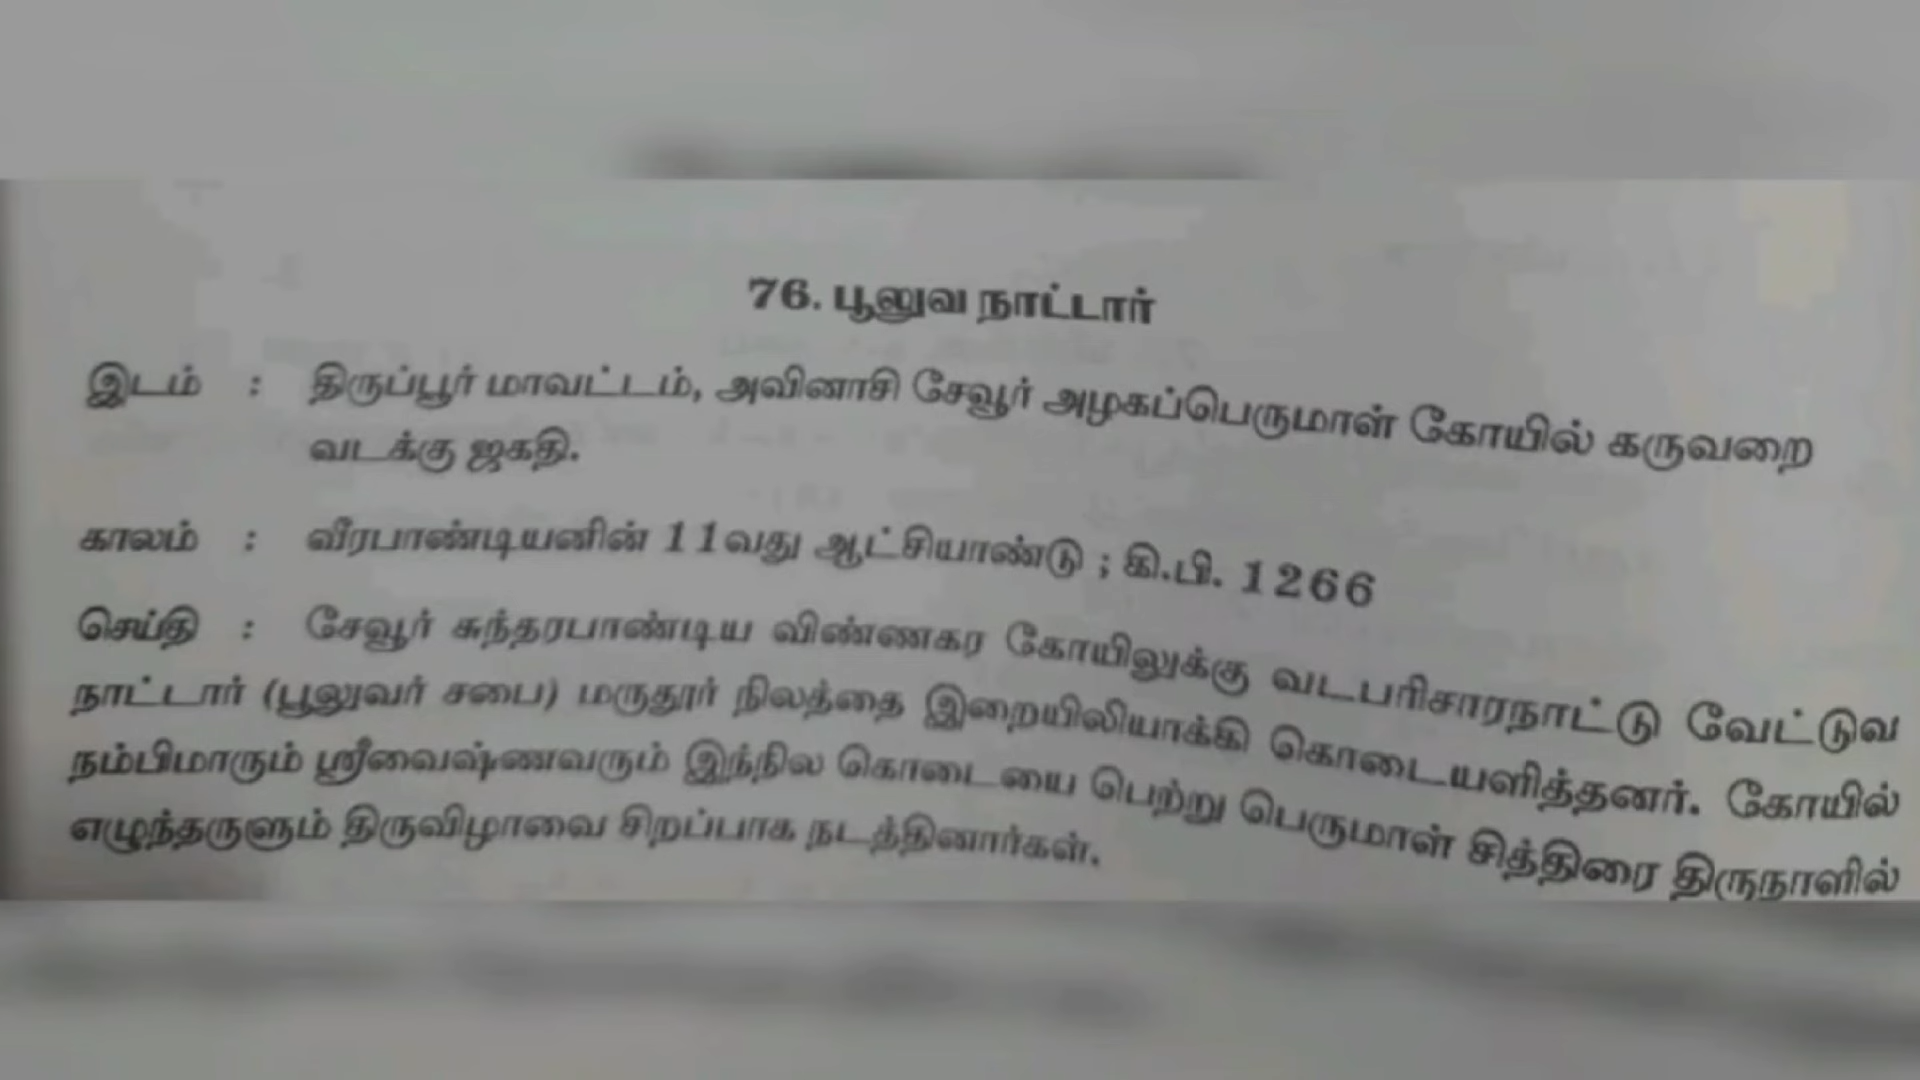 76. பூலுவ நாட்டார்
இடம் : திருப்பூர் மாவட்டம், அவினாசி சேவூர் அழகப்பெருமாள் கோயில் கருவறை
வடக்கு ஜகதி.
காலம் : வீரபாண்டியனின் 11வது ஆட்சியாண்டு ; கி.பி. 1266
செய்தி : சேவூர் சுந்தரபாண்டிய விண்ணகர கோயிலுக்கு வடபரிசாரநாட்டு வேட்டுவ
நாட்டார் (பூலுவர் சபை) மருதூர் நிலத்தை இறையிலியாக்கி கொடையளித்தனர். கோயில்
நம்பிமாரும் ஸ்ரீவைஷ்ணவரும் இந்நில கொடையை பெற்று பெருமாள் சித்திரை திருநாளில்
எழுந்தருளும் திருவிழாவை சிறப்பாக நடத்தினார்கள்.